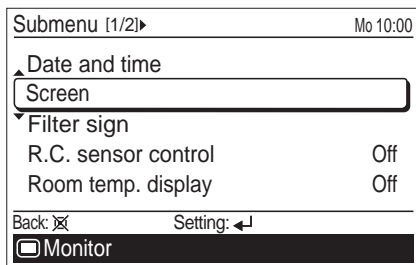 Submenu [1/2] Mo 10:00
Date and time
Screen
Filter sign
R.C. sensor control Off
Room temp. display Off
Back: Setting:
Monitor